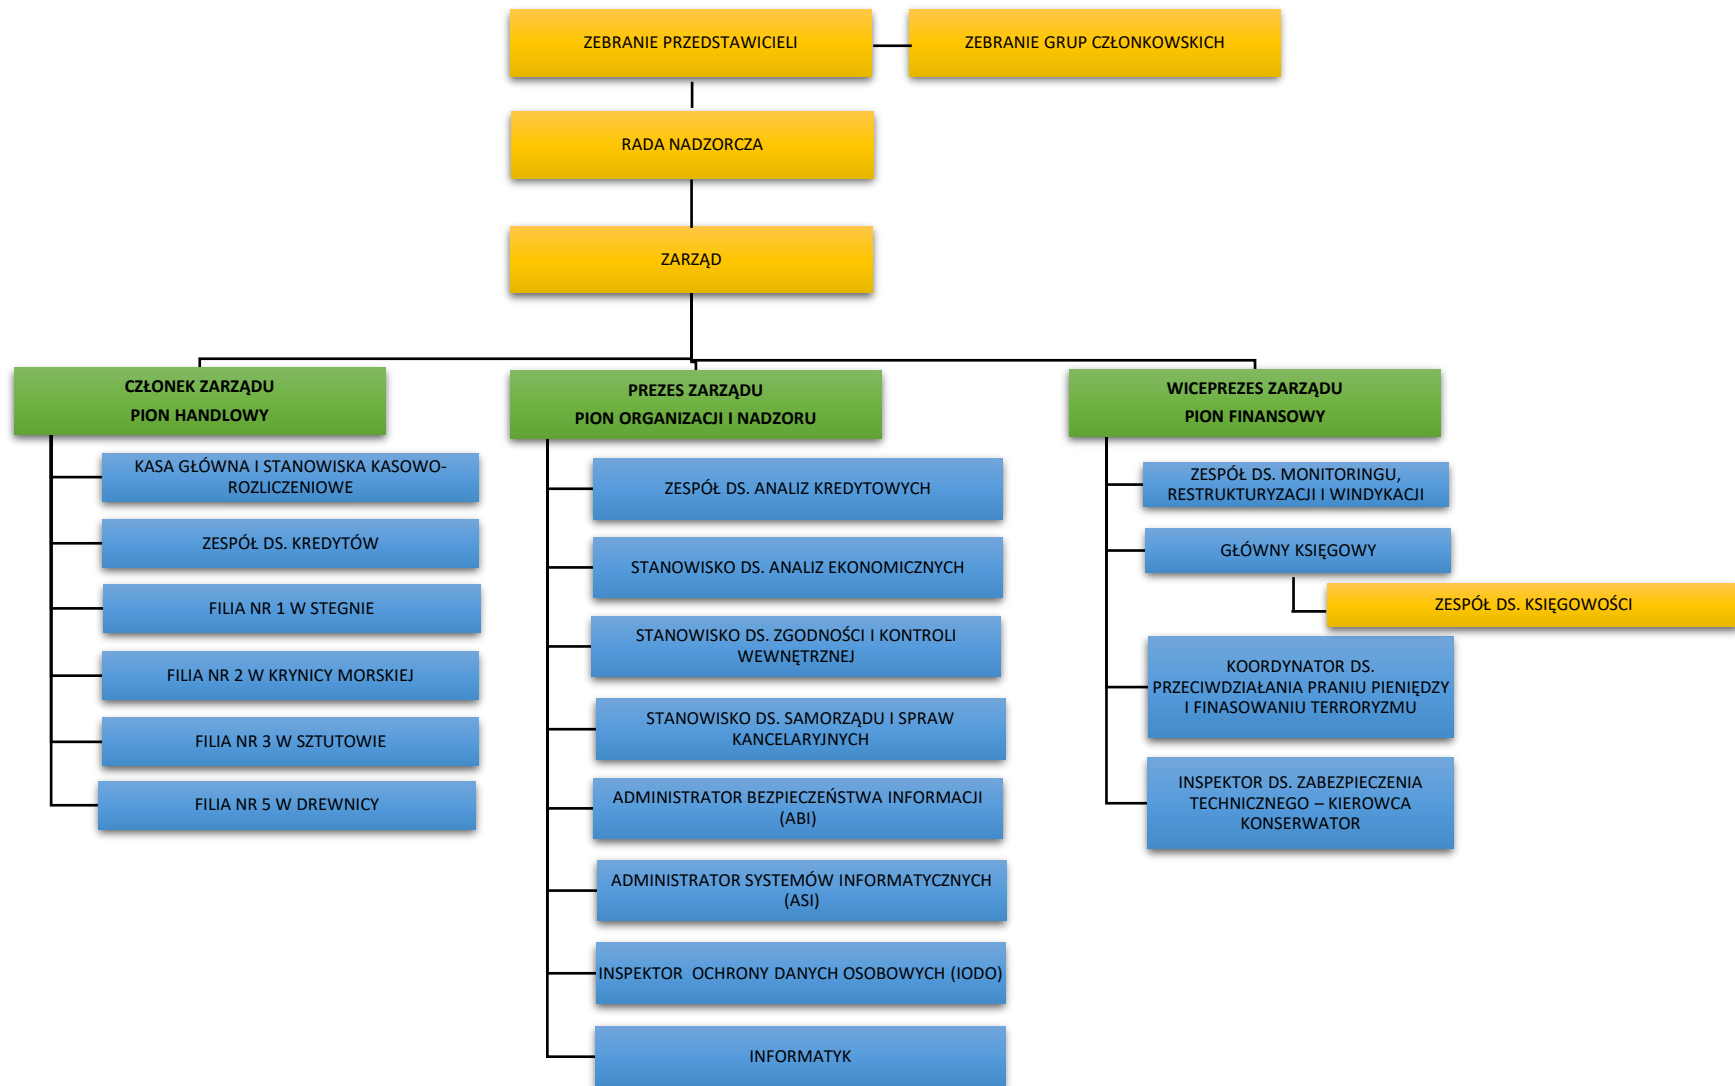 ZEBRANIE PRZEDSTAWICIELI
ZEBRANIE GRUP CZŁONKOWSKICH
RADA NADZORCZA
ZARZĄD
CZŁONEK ZARZĄDU
PION HANDLOWY
KASA GŁÓWNA I STANOWISKA KASOWO-
ROZLICZENIOWE
ZESPÓŁ DS. KREDYTÓW
FILIA NR 1 W STEGNIE
FILIA NR 2 W KRYNICY MORSKIEJ
FILIA NR 3 W SZTUTOWIE
FILIA NR 5 W DREWNICY
PREZES ZARZĄDU
PION ORGANIZACJI I NADZORU
ZESPÓŁ DS. ANALIZ KREDYTOWYCH
STANOWISKO DS. ANALIZ EKONOMICZNYCH
STANOWISKO DS. ZGODNOŚCI I KONTROLI
WEWNĘTRZNEJ
STANOWISKO DS. SAMORZĄDU I SPRAW
KANCELARYJNYCH
ADMINISTRATOR BEZPIECZEŃSTWA INFORMACJI
(ABI)
ADMINISTRATOR SYSTEMÓW INFORMATYCZNYCH
(ASI)
INSPEKTOR OCHRONY DANYCH OSOBOWYCH (IODO)
INFORMATYK
WICEPREZES ZARZĄDU
PION FINANSOWY
ZESPÓŁ DS. MONITORINGU,
RESTRUKTURYZACJI I WINDYKACJI
GŁÓWNY KSIĘGOWY
ZESPÓŁ DS. KSIĘGOWOŚCI
KOORDYNATOR DS.
PRZECIWDZIAŁANIA PRANIU PIENIĘDZY
I FINASOWANIU TERRORYZMU
INSPEKTOR DS. ZABEZPIECZENIA
TECHNICZNEGO – KIEROWCA
KONSERWATOR